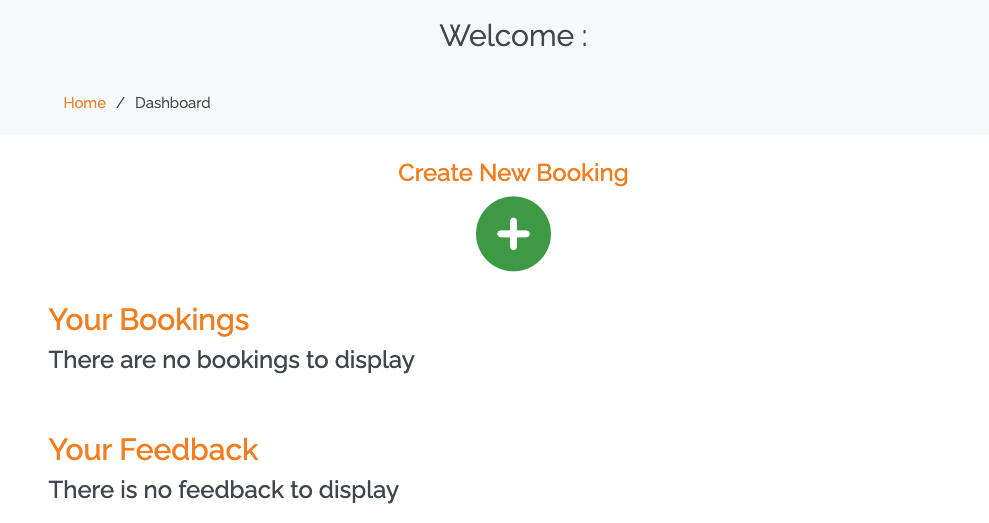 Welcome :
Home / Dashboard
Create New Booking
Your Bookings
There are no bookings to display
Your Feedback
There is no feedback to display